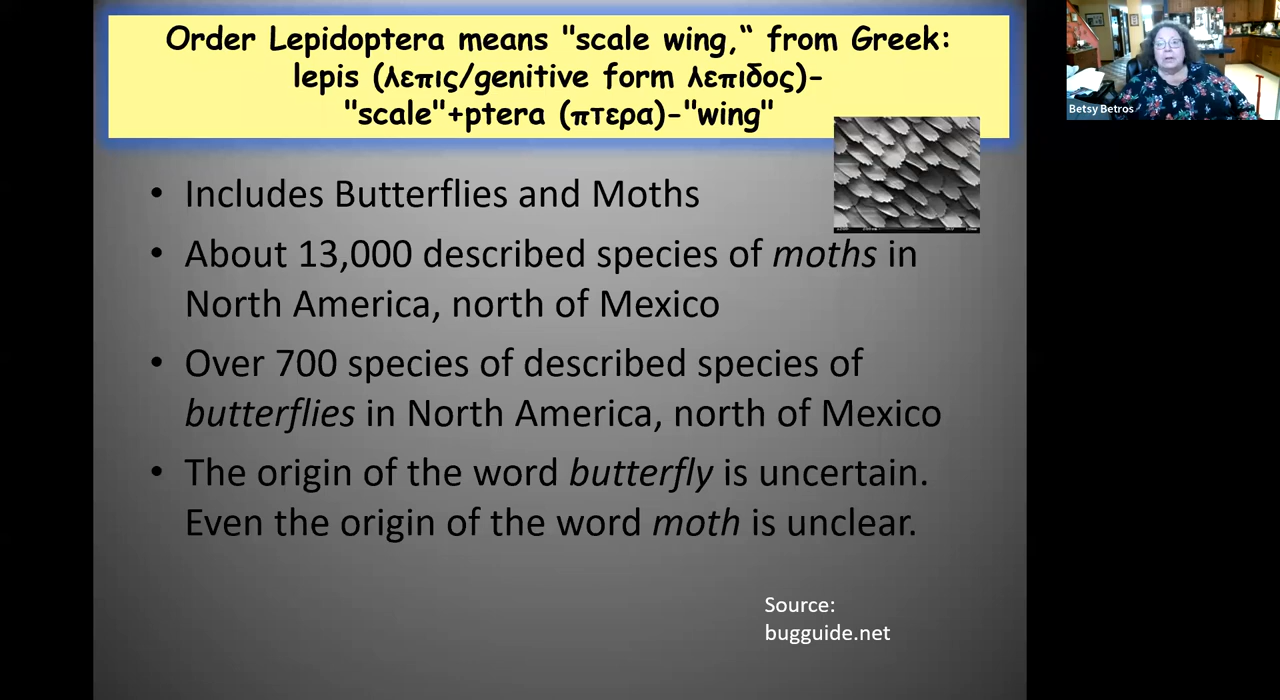 Order Lepidoptera means "scale wing,“ from Greek:
lepis (λεπις/genitive form λεπιδος)-
"scale"+ptera (πτερα)-"wing"
• Includes Butterflies and Moths
• About 13,000 described species of moths in
North America, north of Mexico
• Over 700 species of described species of
butterflies in North America, north of Mexico
• The origin of the word butterfly is uncertain.
Even the origin of the word moth is unclear.
Source:
bugguide.net
Betsy Betros